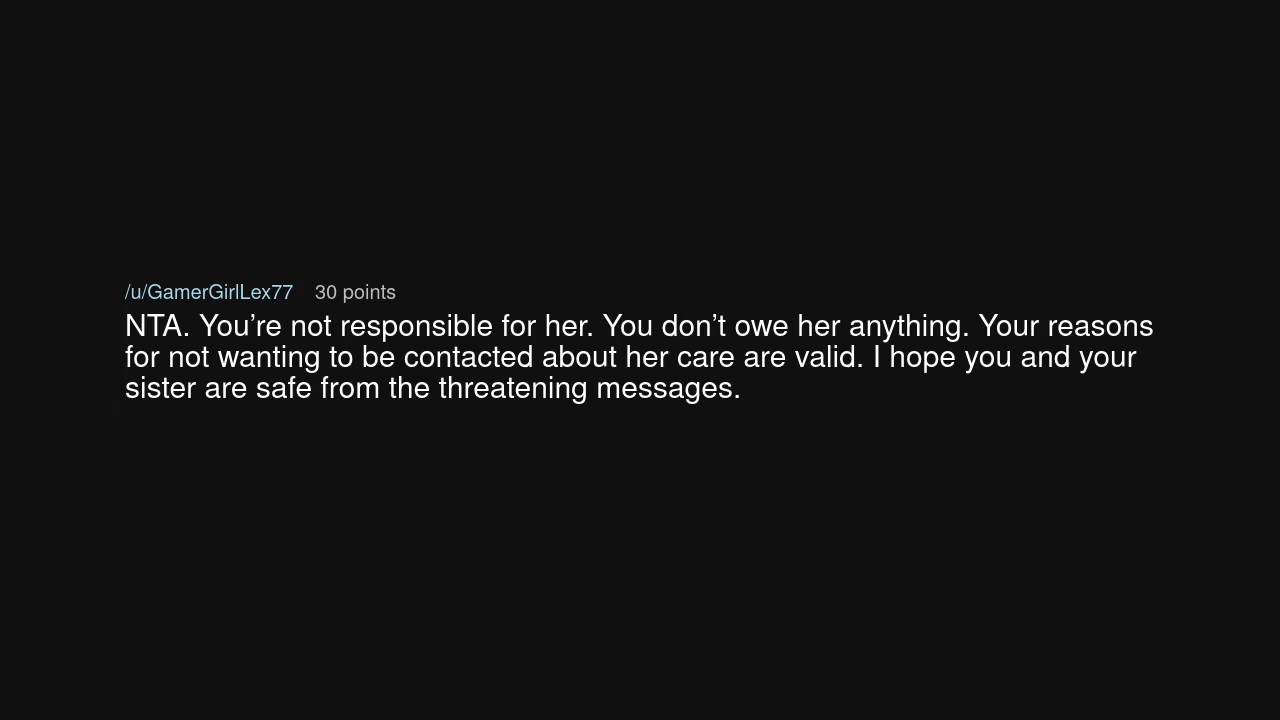 /u/GamerGirlLex77 30 points
NTA. You’re not responsible for her. You don’t owe her anything. Your reasons
for not wanting to be contacted about her care are valid. I hope you and your
sister are safe from the threatening messages.